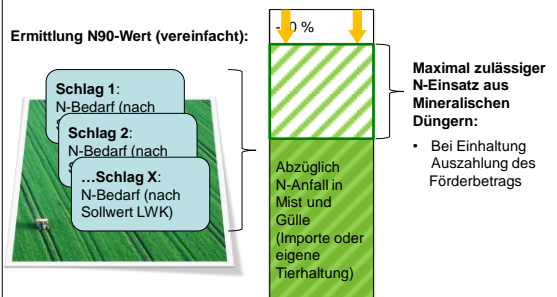 Ermittlung N90-Wert (vereinfacht):
Schlag 1:
N-Bedarf (nach
Schlag 2:
N-Bedarf (nach
…Schlag X:
N-Bedarf (nach
Sollwert LWK)
0 %
Abzüglich
N-Anfall in
Mist und
Gülle
(Importe oder
eigene
Tierhaltung)
Maximal zulässiger
N-Einsatz aus
Mineralischen
Düngern:
• Bei Einhaltung
Auszahlung des
Förderbetrags